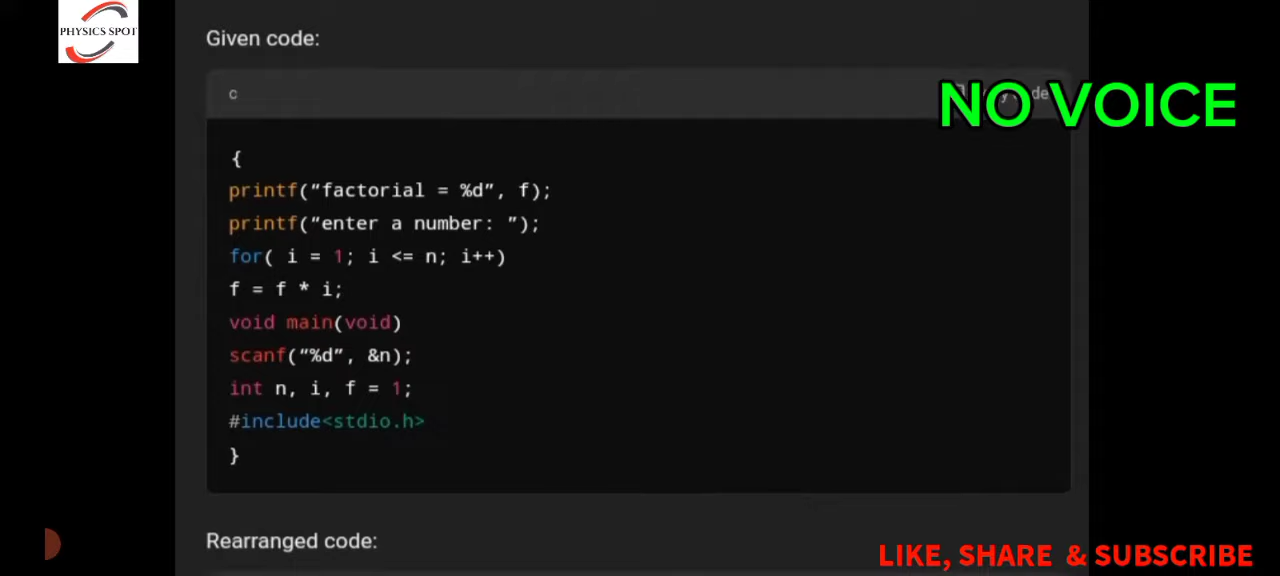 PHYSICS SPOT
Given code:
c
NO VOICE
{
printf(“factorial = %d”, f);
printf(“enter a number: ”);
for( i = 1; i <= n; i++)
f = f * i;
void main(void)
scanf(“%d”, &n);
int n, i, f = 1;
#include<stdio.h>
}
Rearranged code:
LIKE, SHARE & SUBSCRIBE